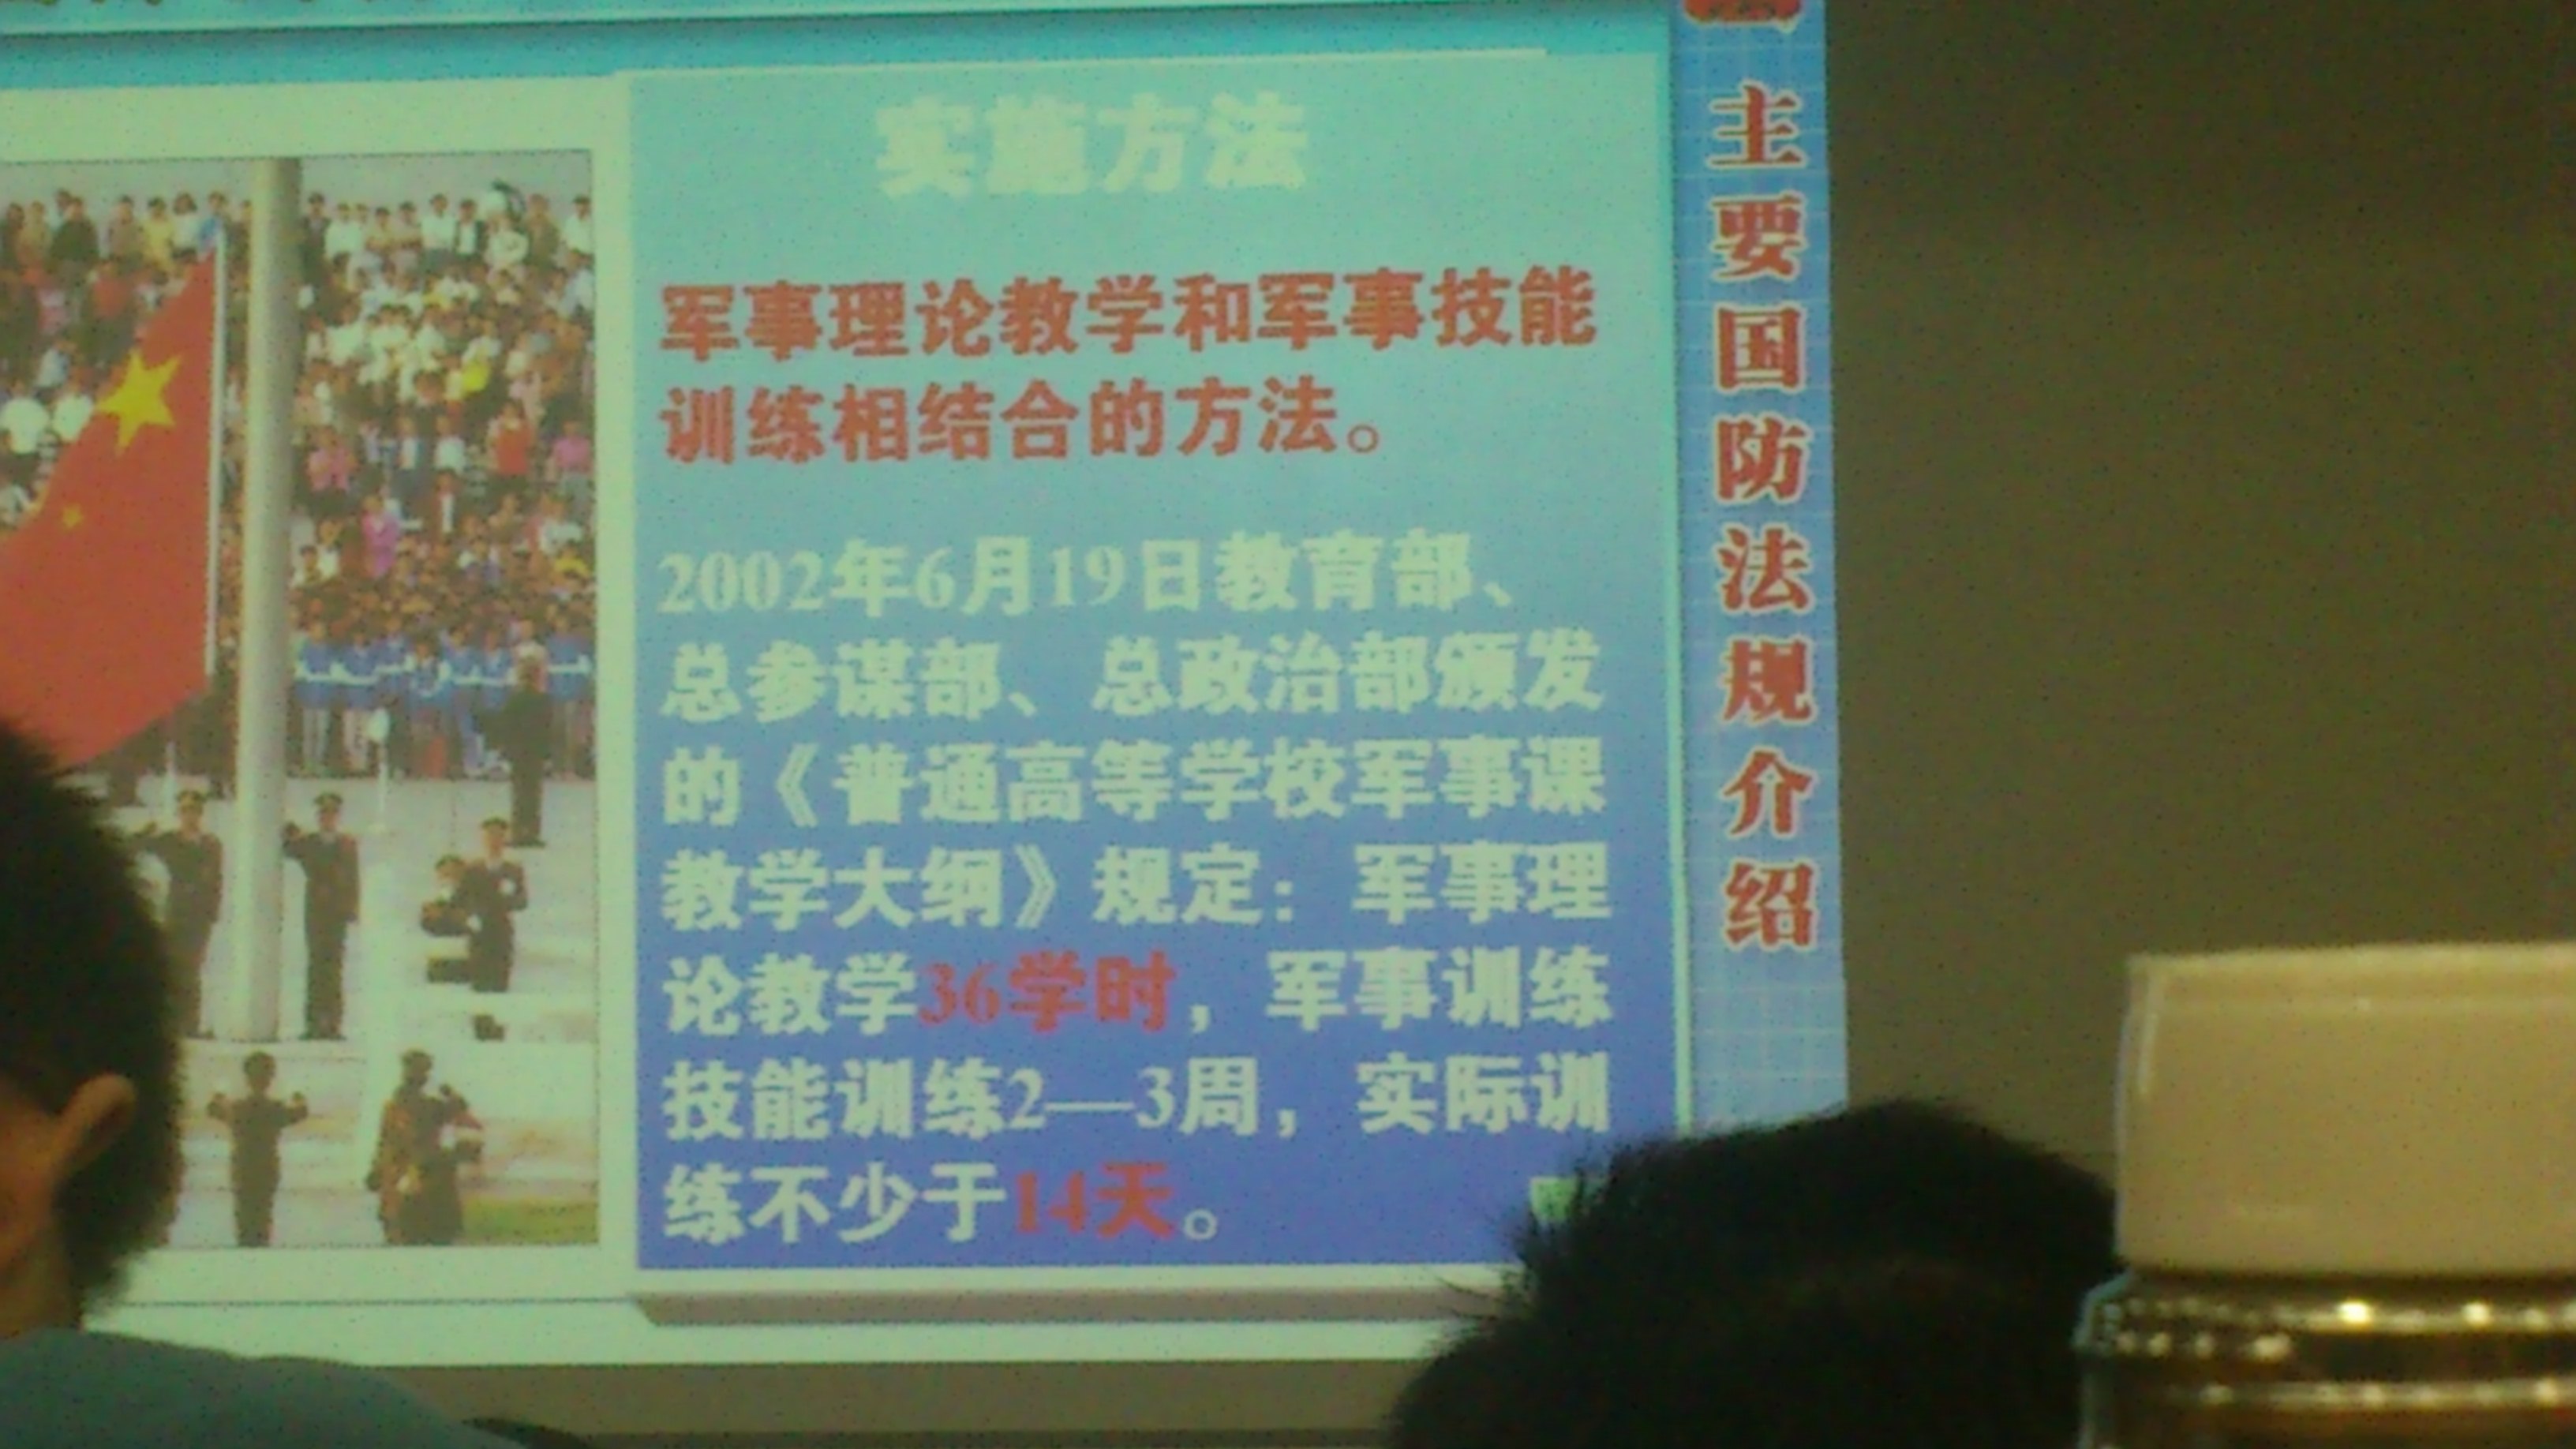 实施方法
军事理论教学和军事技能
训练相结合的方法。
2002年6月19日教育部、
总参谋部、总政治部颁发
的《普通高等学校军事课
教学大纲》规定：军事理
论教学36学时，军事训练
技能训练2—3周，实际训
练不少于14天。
主要国防法规介绍